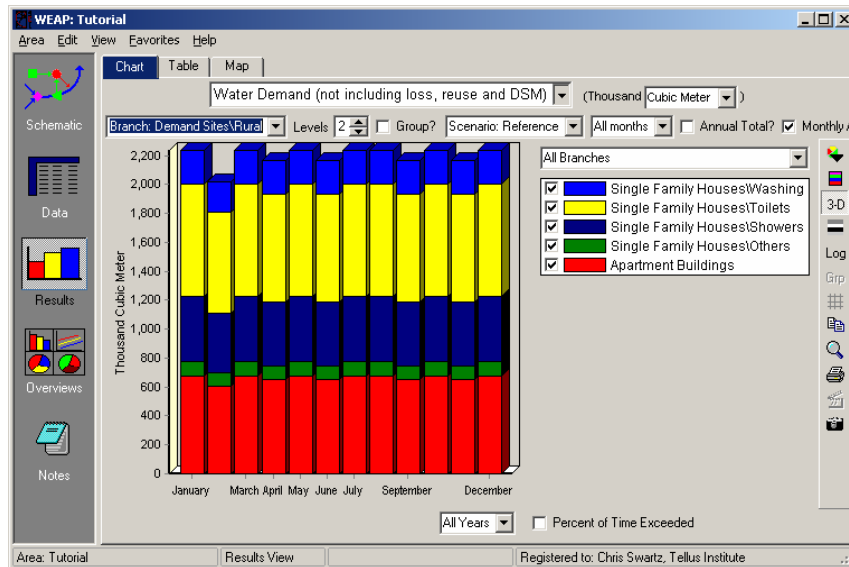 WEAP: Tutorial
Area Edit View Favorites Help
Chart Table Map
Water Demand (not including loss, reuse and DSM) (Thousand Cubic Meter )
Branch: Demand Sites\Rural Levels 2 Group? Scenario: Reference All months Annual Total? Monthly A
Schematic
Data
Results
Overviews
Notes
Thousand Cubic Meter
2,200
2,000
1,800
1,600
1,400
1,200
1,000
800
600
400
200
0
January March April May June July September December
All Branches
Single Family Houses\Washing
Single Family Houses\Toilets
Single Family Houses\Showers
Single Family Houses\Others
Apartment Buildings
3-D
Log
Grp
All Years Percent of Time Exceeded
Area: Tutorial Results View Registered to: Chris Swartz, Tellus Institute